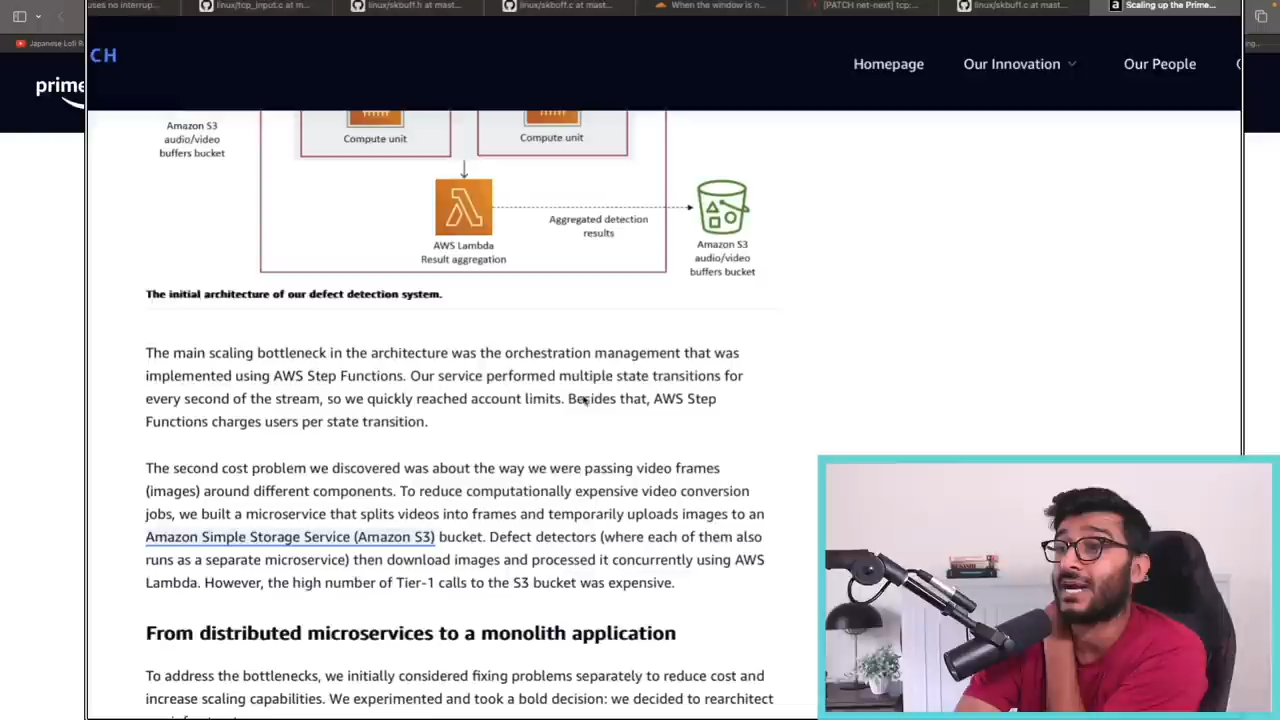 uses no interrup...
linux/tcp_input.c at m...
linux/skbuff.h at mast...
linux/skbuff.c at mast...
When the window is n...
[PATCH net-next] tcp:...
linux/skbuff.c at mast...
Scaling up the Prime...
Japanese Lofi R
CH
Homepage
Our Innovation
Our People
prime
Amazon S3
audio/video
buffers bucket
Compute unit
Compute unit
Aggregated detection
results
AWS Lambda
Result aggregation
Amazon S3
audio/video
buffers bucket
The initial architecture of our defect detection system.
The main scaling bottleneck in the architecture was the orchestration management that was
implemented using AWS Step Functions. Our service performed multiple state transitions for
every second of the stream, so we quickly reached account limits. Besides that, AWS Step
Functions charges users per state transition.
The second cost problem we discovered was about the way we were passing video frames
(images) around different components. To reduce computationally expensive video conversion
jobs, we built a microservice that splits videos into frames and temporarily uploads images to an
Amazon Simple Storage Service (Amazon S3) bucket. Defect detectors (where each of them also
runs as a separate microservice) then download images and processed it concurrently using AWS
Lambda. However, the high number of Tier-1 calls to the S3 bucket was expensive.
From distributed microservices to a monolith application
To address the bottlenecks, we initially considered fixing problems separately to reduce cost and
increase scaling capabilities. We experimented and took a bold decision: we decided to rearchitect